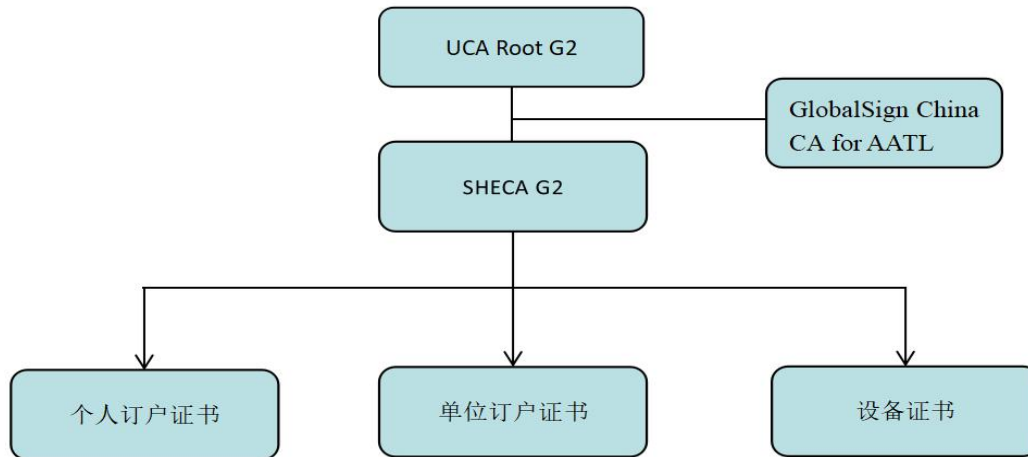 UCA Root G2
GlobalSign China
CA for AATL
SHECA G2
个人订户证书
单位订户证书
设备证书